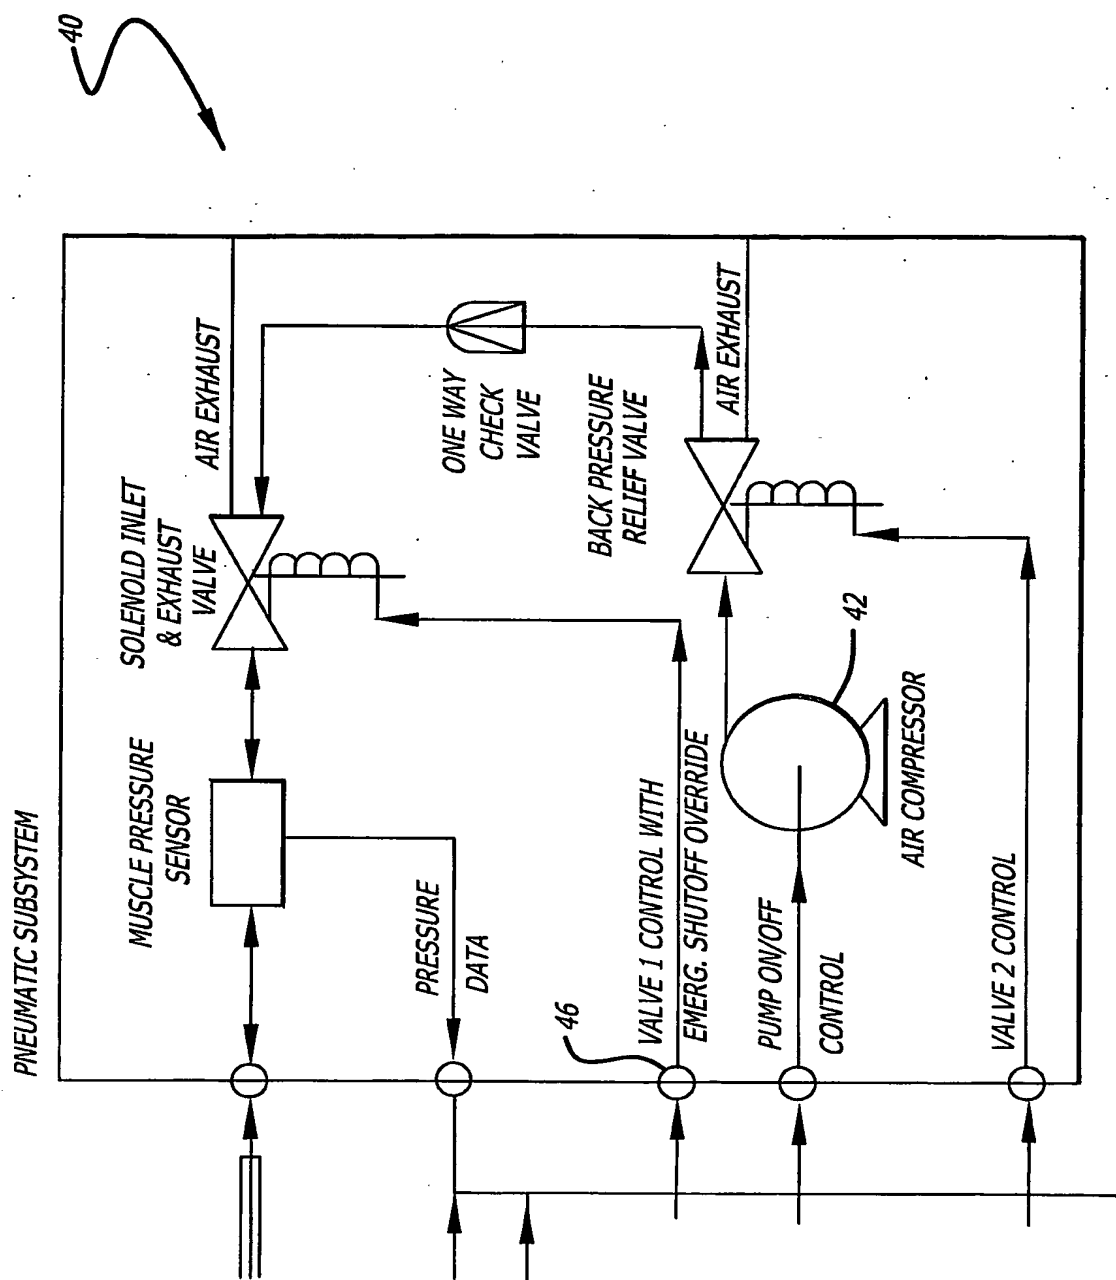 PNEUMATIC SUBSYSTEM
40
MUSCLE PRESSURE
SENSOR
SOLENOLD INLET
& EXHAUST
VALVE
AIR EXHAUST
PRESSURE
DATA
ONE WAY
CHECK
VALVE
46
VALVE 1 CONTROL WITH
EMERG. SHUTOFF OVERRIDE
BACK PRESSURE
RELIEF VALVE
AIR EXHAUST
PUMP ON/OFF
CONTROL
42
AIR COMPRESSOR
VALVE 2 CONTROL